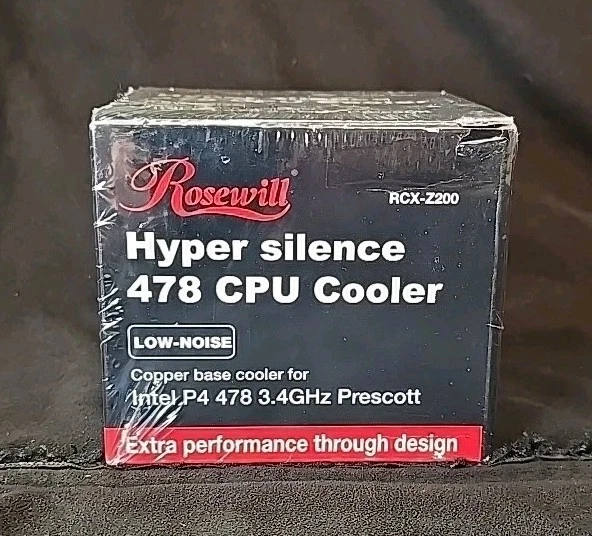 Rosewill
RCX-Z200
Hyper silence
478 CPU Cooler
LOW-NOISE
Copper base cooler for
Intel P4 478 3.4GHz Prescott
Extra performance through design